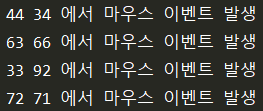 44 34 에서 마우스 이벤트 발생
63 66 에서 마우스 이벤트 발생
33 92 에서 마우스 이벤트 발생
72 71 에서 마우스 이벤트 발생